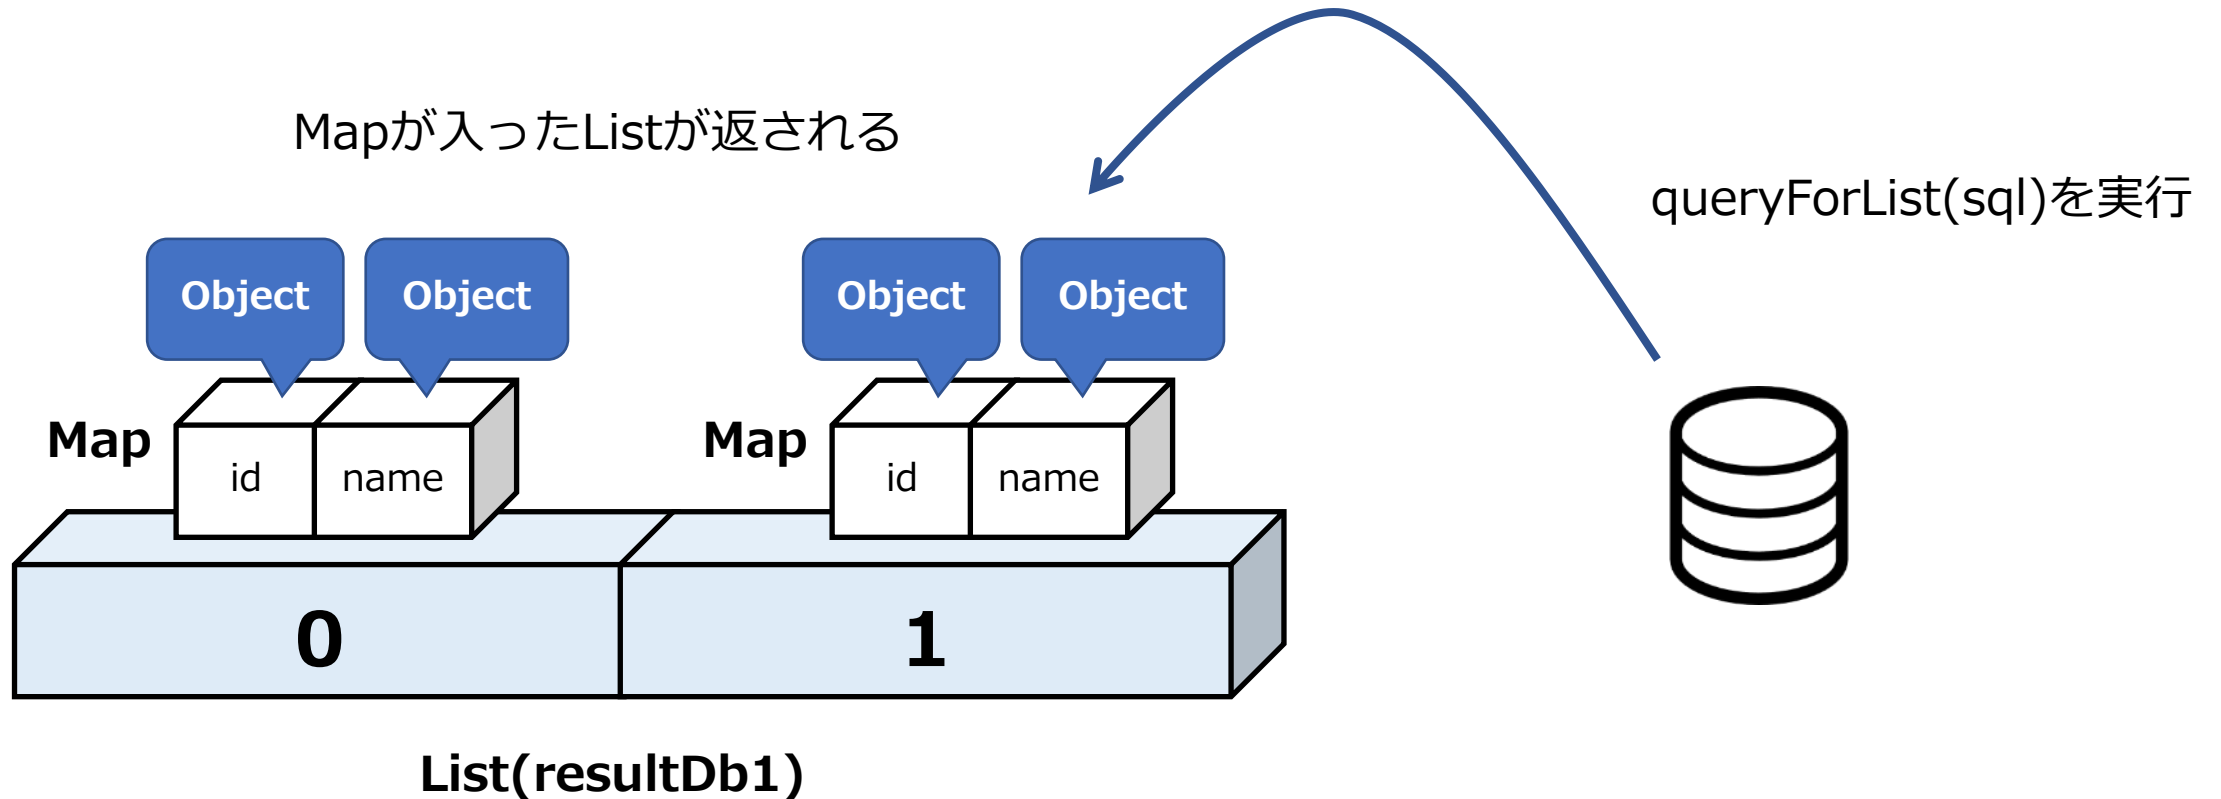 Mapが入ったListが返される
queryForList(sql)を実行
Object
Object
Object
Object
Map
id
name
Map
id
name
0
1
List(resultDb1)